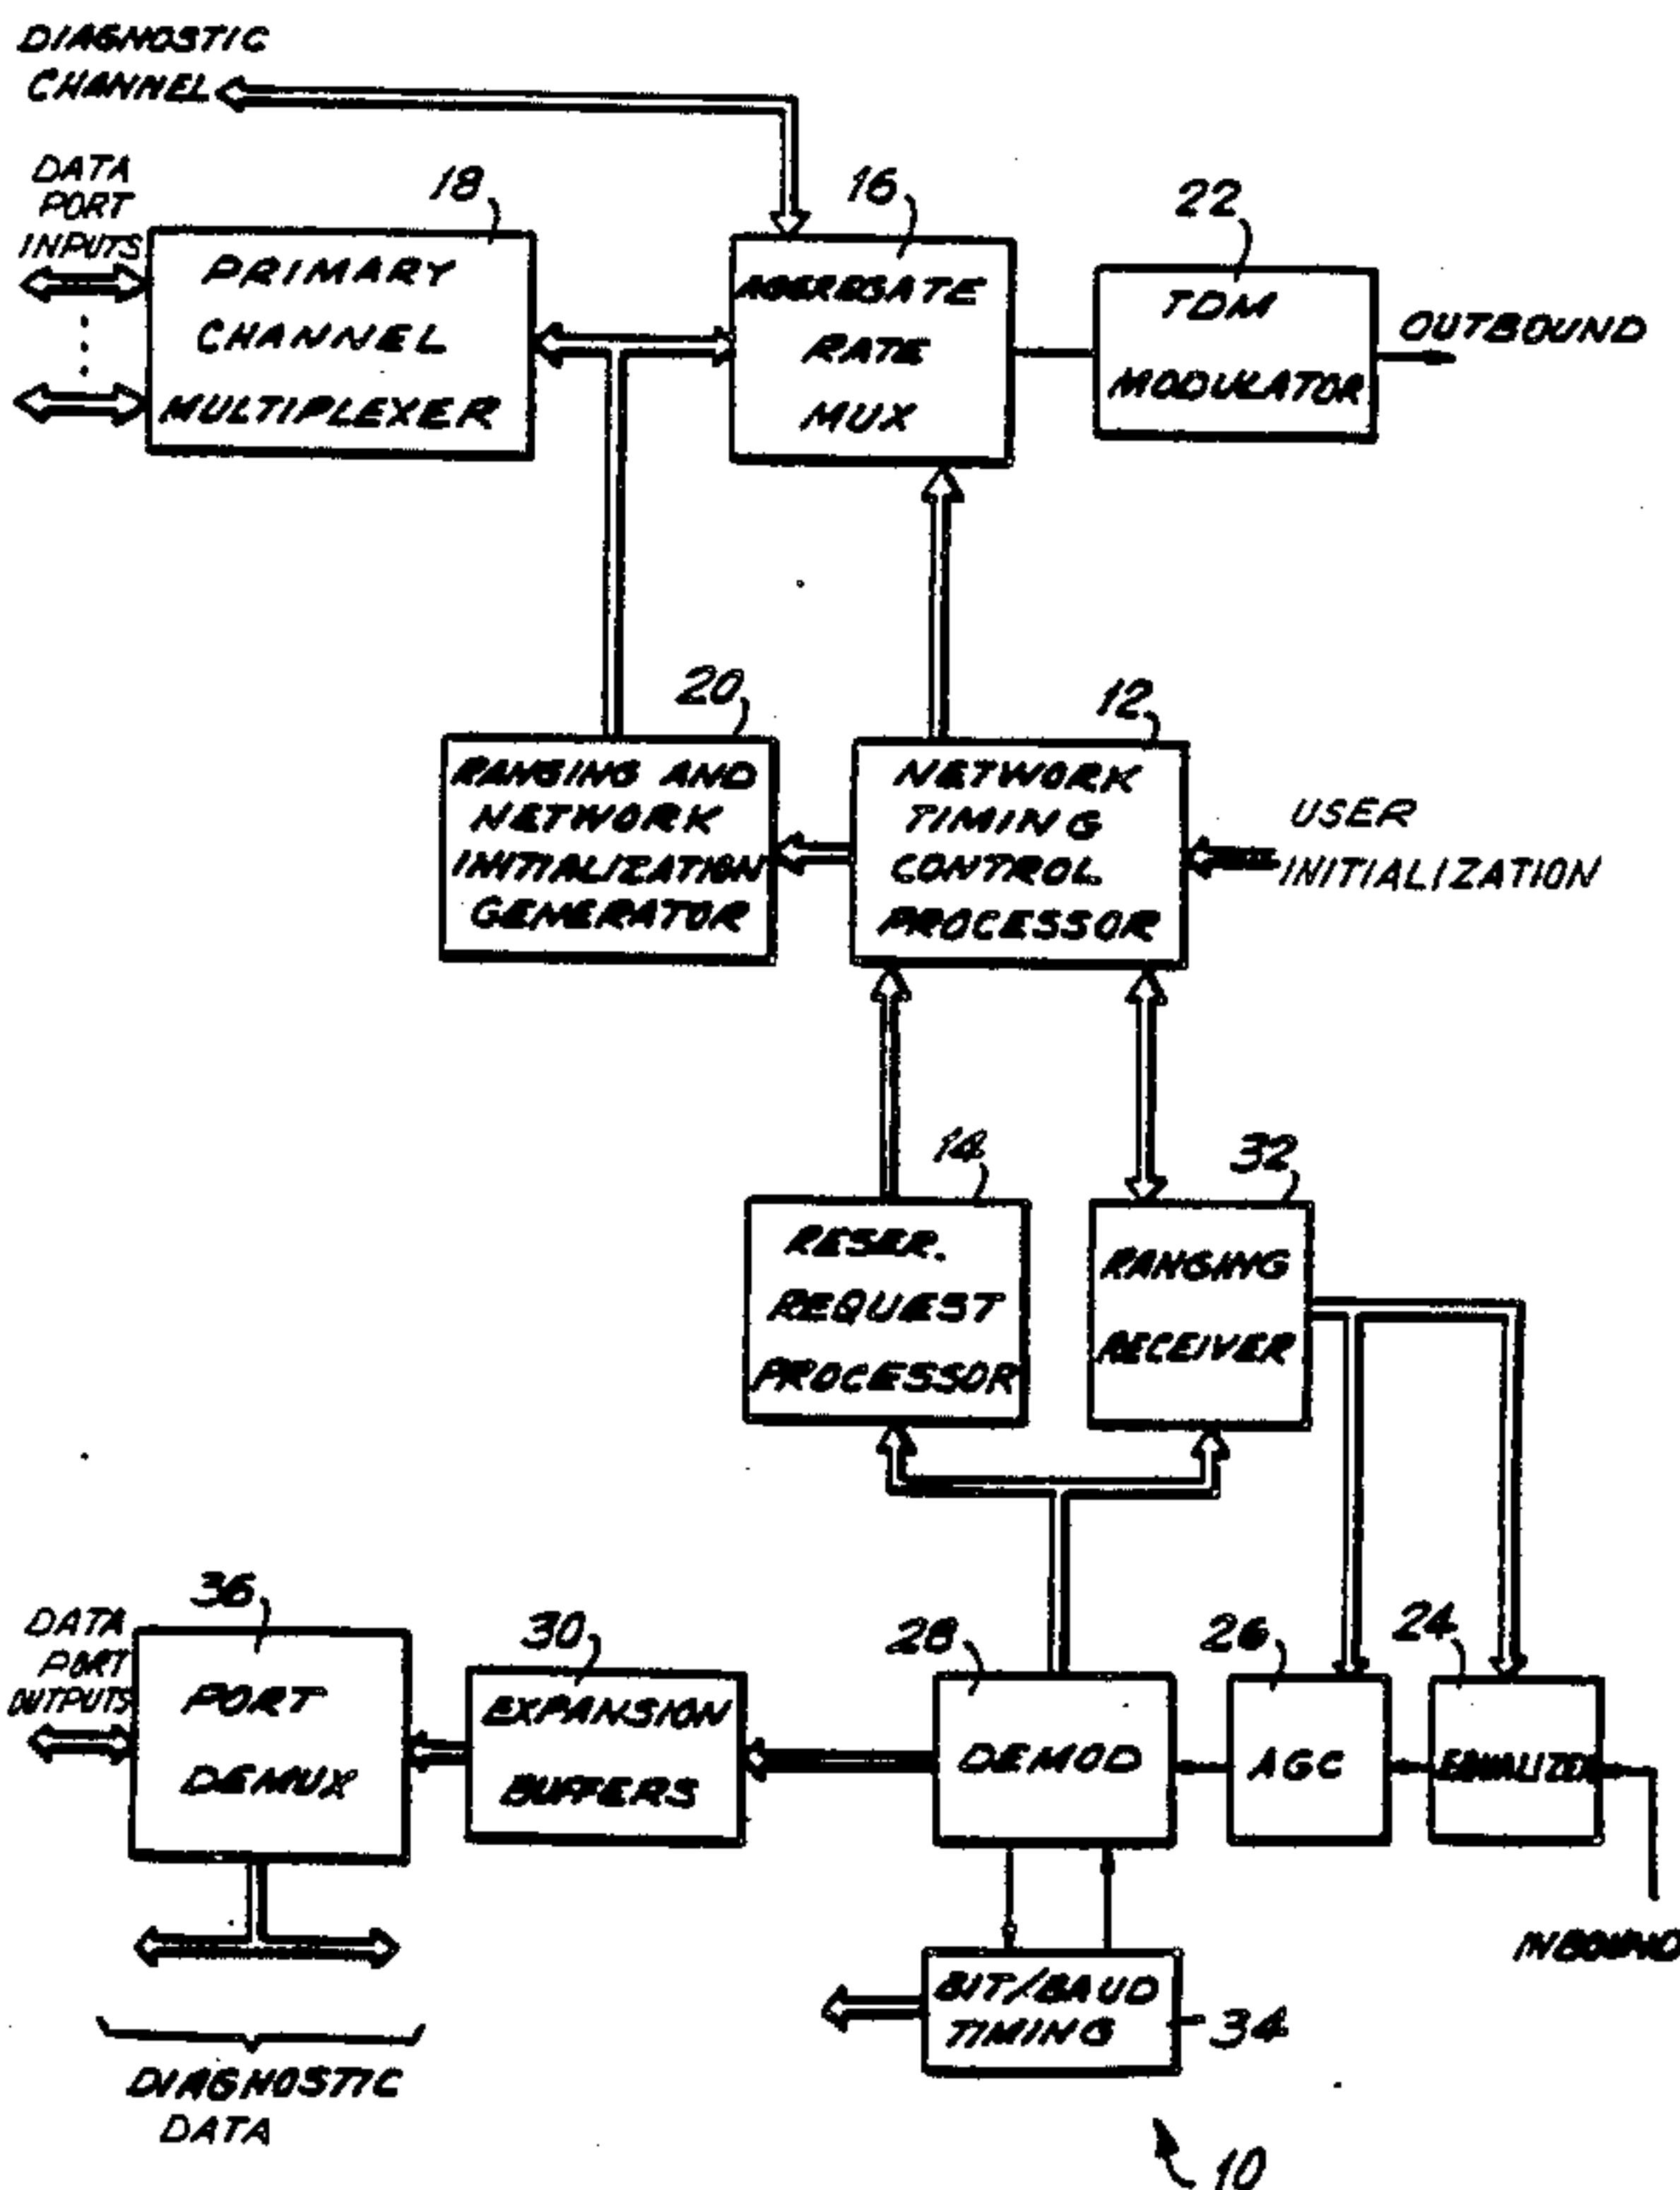 DIAGNOSTIC
CHANNEL
DATA
PORT
INPUTS
18
PRIMARY
CHANNEL
MULTIPLEXER
16
AGGREGATE
RATE
MUX
22
TDM
MODULATOR
OUTBOUND
20
RANGING AND
NETWORK
INITIALIZATION
GENERATOR
12
NETWORK
TIMING
CONTROL
PROCESSOR
USER
INITIALIZATION
14
RESER.
REQUEST
PROCESSOR
32
RANGING
RECEIVER
DATA
PORT
OUTPUTS
36
PORT
DEMUX
30
EXPANSION
BUFFERS
28
DEMOD
26
AGC
24
EQUALIZER
INBOUND
BIT/BAUD
TIMING
34
DIAGNOSTIC
DATA
10